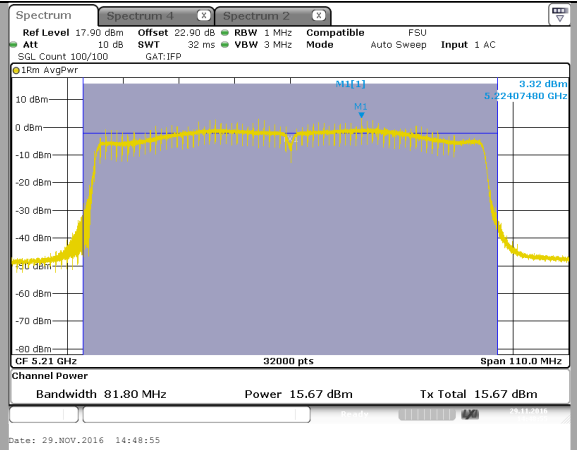 Spectrum Spectrum 4 X Spectrum 2 X
Ref Level 17.90 dBm Offset 22.90 dB RBW 1 MHz Compatible FSU
Att 10 dB SWT 32 ms VBW 3 MHz Mode Auto Sweep Input 1 AC
SGL Count 100/100 GAT:IFP
1Rm AvgPwr
M1[1] 3.32 dBm
5.22407480 GHz
M1
10 dBm
0 dBm
-10 dBm
-20 dBm
-30 dBm
-40 dBm
-50 dBm
-60 dBm
-80 dBm
CF 5.21 GHz 32000 pts Span 110.0 MHz
Channel Power
Bandwidth 81.80 MHz Power 15.67 dBm Tx Total 15.67 dBm
Ready 29.11.2016
Date: 29.NOV.2016 14:48:55